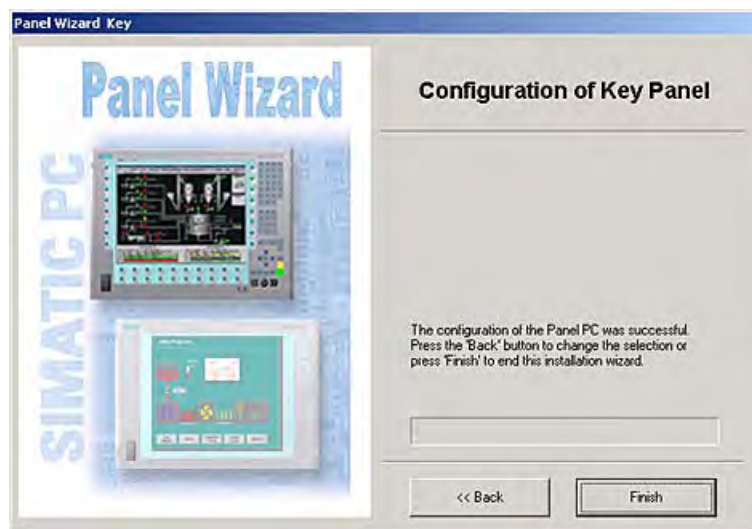 Panel Wizard Key
Panel Wizard
SIMATIC PC
Configuration of Key Panel
The configuration of the Panel PC was successful.
Press the 'Back' button to change the selection or
press 'Finish' to end this installation wizard.
<< Back
Finish